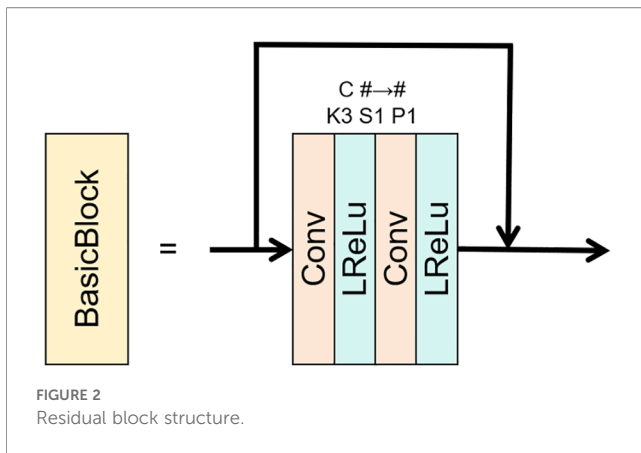 C #→#
K3 S1 P1
BasicBlock
=
Conv
LReLu
Conv
LReLu
FIGURE 2
Residual block structure.